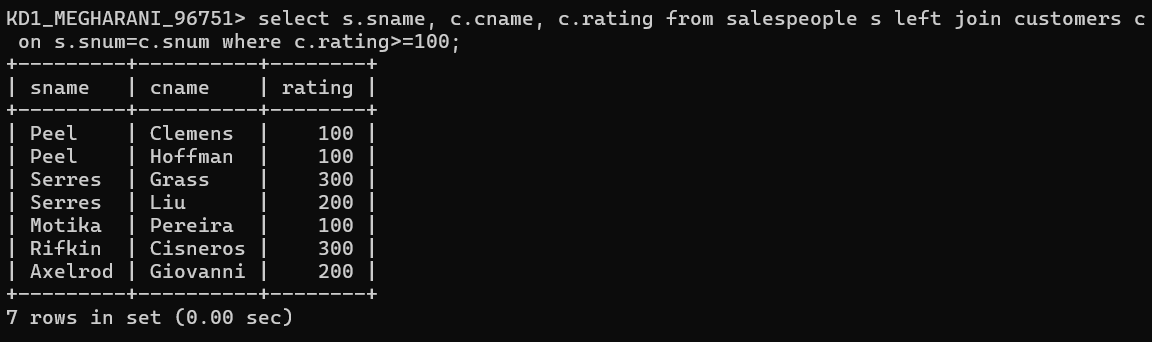 KD1_MEGHARANI_96751> select s.sname, c.cname, c.rating from salespeople s left join customers c
 on s.snum=c.snum where c.rating>=100;
+---------+----------+--------+
| sname   | cname    | rating |
+---------+----------+--------+
| Peel    | Clemens  |    100 |
| Peel    | Hoffman  |    100 |
| Serres  | Grass    |    300 |
| Serres  | Liu      |    200 |
| Motika  | Pereira  |    100 |
| Rifkin  | Cisneros |    300 |
| Axelrod | Giovanni |    200 |
+---------+----------+--------+
7 rows in set (0.00 sec)